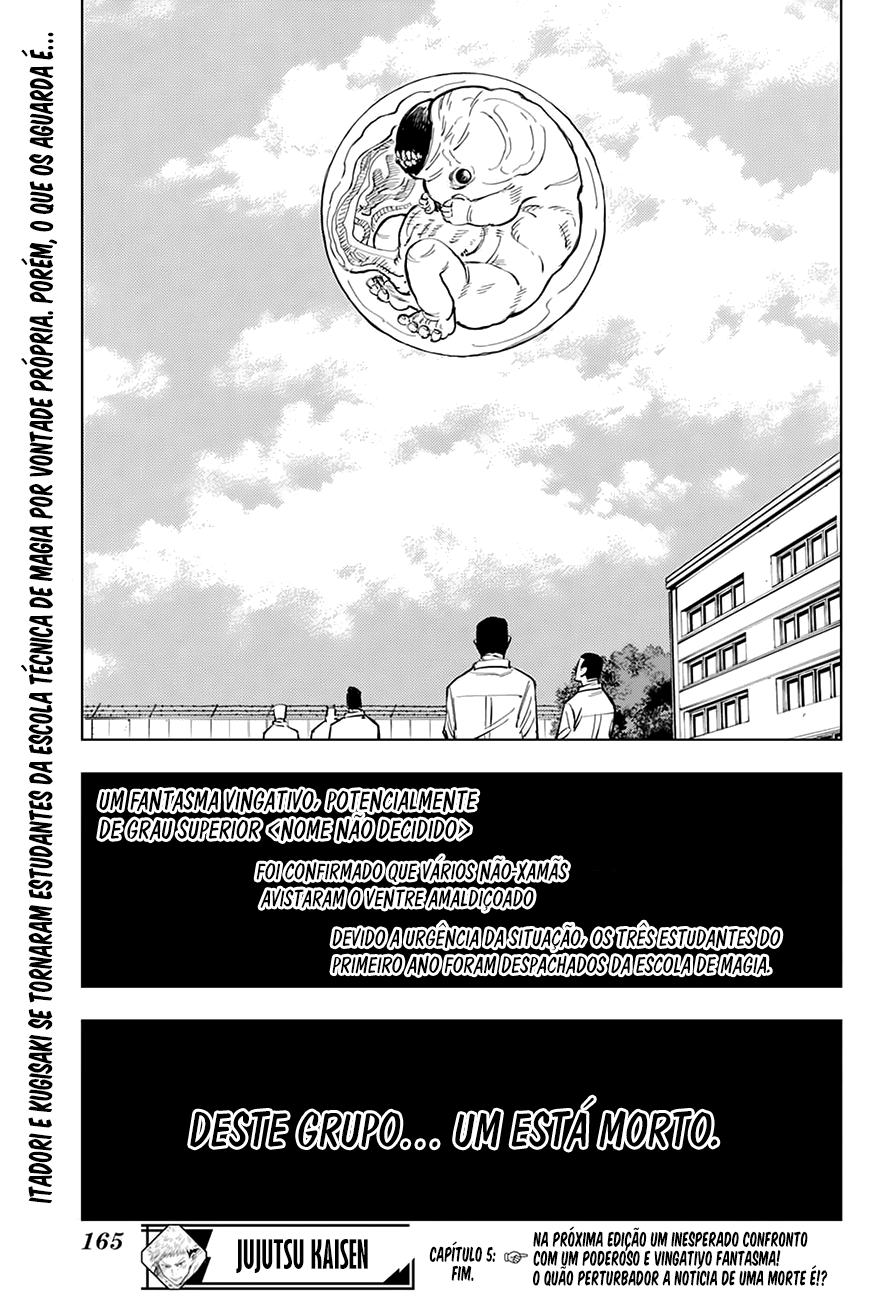 ITADORI E KUGISAKI SE TORNARAM ESTUDANTES DA ESCOLA TÉCNICA DE MAGIA POR VONTADE PRÓPRIA. PORÉM, O QUE OS AGUARDA É...
UM FANTASMA VINGATIVO, POTENCIALMENTE
DE GRAU SUPERIOR <NOME NÃO DECIDIDO>
FOI CONFIRMADO QUE VÁRIOS NÃO-XAMÃS
AVISTARAM O VENTRE AMALDIÇOADO
DEVIDO A URGÊNCIA DA SITUAÇÃO, OS TRÊS ESTUDANTES DO
PRIMEIRO ANO FORAM DESPACHADOS DA ESCOLA DE MAGIA.
DESTE GRUPO... UM ESTÁ MORTO.
165
JUJUTSU KAISEN
CAPÍTULO 5:
FIM.
NA PRÓXIMA EDIÇÃO UM INESPERADO CONFRONTO
COM UM PODEROSO E VINGATIVO FANTASMA!
O QUÃO PERTURBADOR A NOTICIA DE UMA MORTE É!?